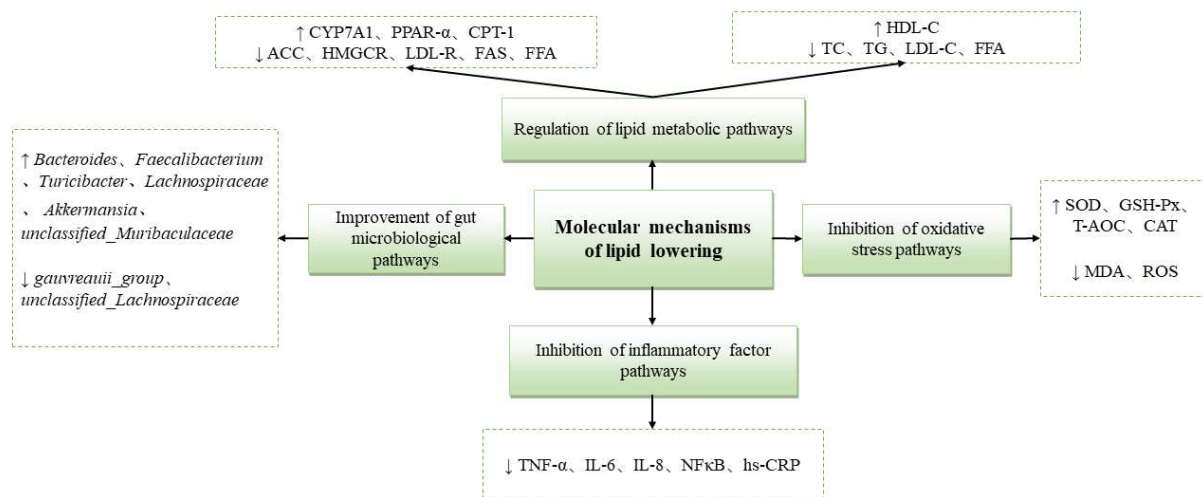 ↑ CYP7A1、PPAR-α、CPT-1
↓ ACC、HMGCR、LDL-R、FAS、FFA
↑ HDL-C
↓ TC、TG、LDL-C、FFA
Regulation of lipid metabolic pathways
↑ Bacteroides、Faecalibacterium
、Turicibacter、Lachnospiraceae
、 Akkermansia、
unclassified_Muribaculaceae
↓ gauvreauii_group、
unclassified_Lachnospiraceae
Improvement of gut
microbiological
pathways
Molecular mechanisms
of lipid lowering
Inhibition of oxidative
stress pathways
↑ SOD、GSH-Px、
T-AOC、CAT
↓ MDA、ROS
Inhibition of inflammatory factor
pathways
↓ TNF-α、IL-6、IL-8、NFκB、hs-CRP